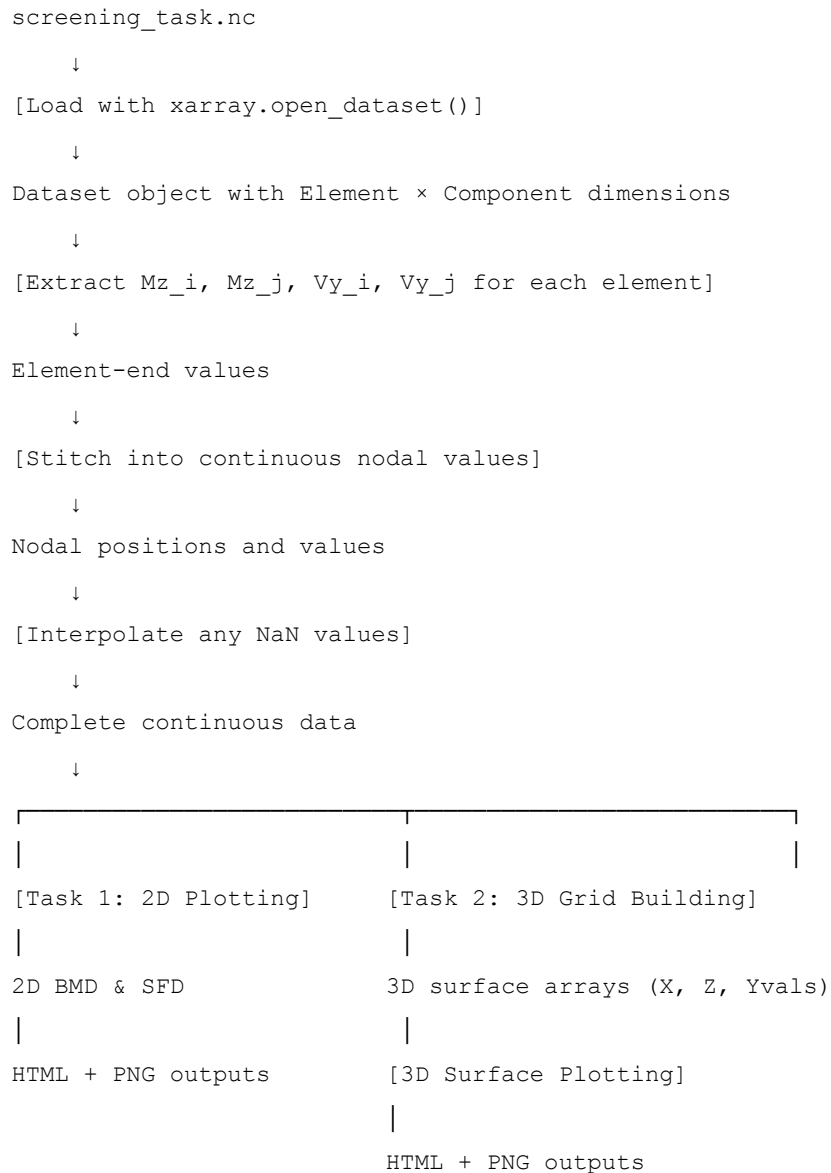 screening_task.nc
↓
[Load with xarray.open_dataset()]
↓
Dataset object with Element × Component dimensions
↓
[Extract Mz_i, Mz_j, Vy_i, Vy_j for each element]
↓
Element-end values
↓
[Stitch into continuous nodal values]
↓
Nodal positions and values
↓
[Interpolate any NaN values]
↓
Complete continuous data
↓
[Task 1: 2D Plotting] [Task 2: 3D Grid Building]
2D BMD & SFD 3D surface arrays (X, Z, Yvals)
HTML + PNG outputs [3D Surface Plotting]
HTML + PNG outputs